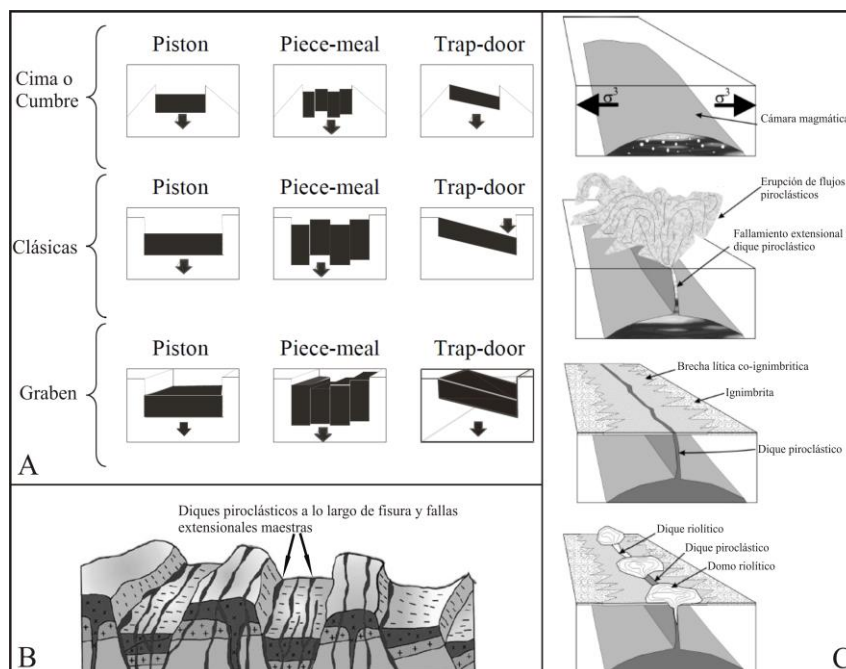 Piston
Piece-meal
Trap-door
Cima o
Cumbre
Piston
Piece-meal
Trap-door
Clásicas
Piston
Piece-meal
Trap-door
Graben
A
Diques piroclásticos a lo largo de fisura y fallas
extensionales maestras
B
σ3
σ3
Cámara magmática
Erupción de flujos
piroclásticos
Fallamiento extensional
dique piroclástico
Brecha lítica co-ignimbritica
Ignimbrita
Dique piroclástico
Dique riolítico
Dique piroclástico
Domo riolítico
C